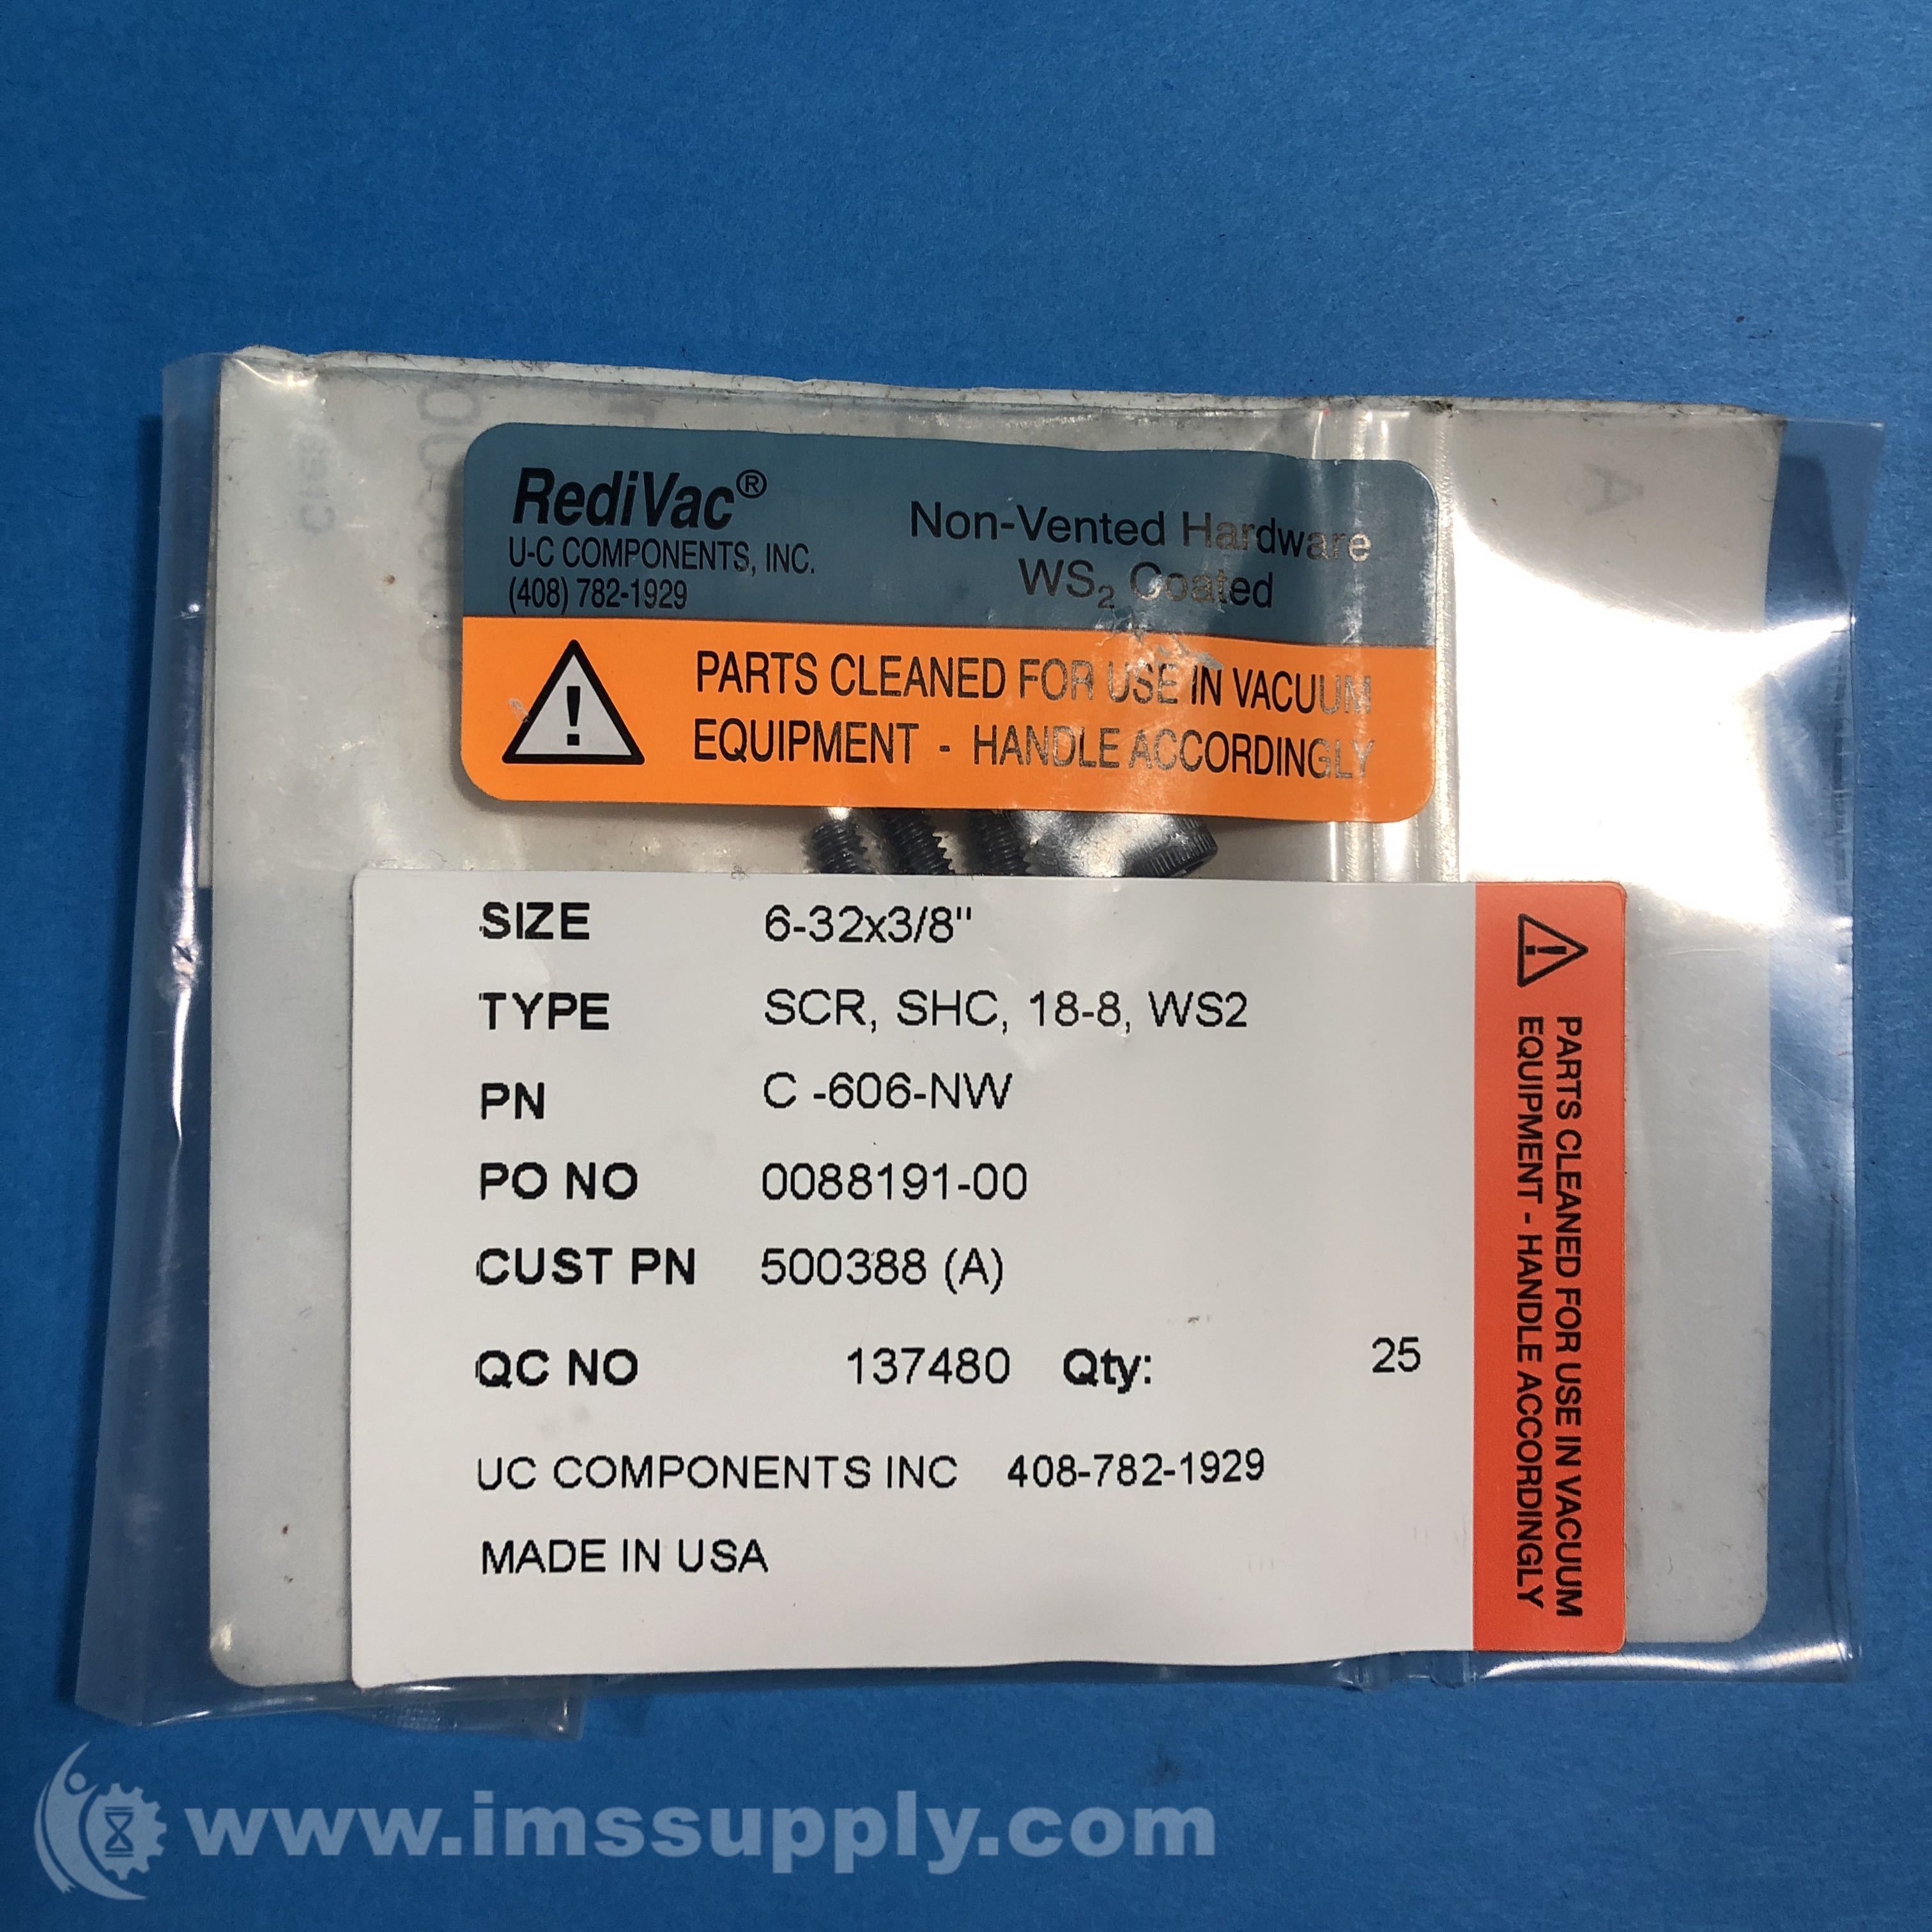 RediVac®
U-C COMPONENTS, INC.
(408) 782-1929
Non-Vented Hardware
WS₂ Coated
PARTS CLEANED FOR USE IN VACUUM
EQUIPMENT - HANDLE ACCORDINGLY
SIZE 6-32x3/8"
TYPE SCR, SHC, 18-8, WS2
PN C -606-NW
PO NO 0088191-00
CUST PN 500388 (A)
QC NO 137480 Qty: 25
UC COMPONENTS INC 408-782-1929
MADE IN USA
PARTS CLEANED FOR USE IN VACUUM
EQUIPMENT - HANDLE ACCORDINGLY
www.imssupply.com